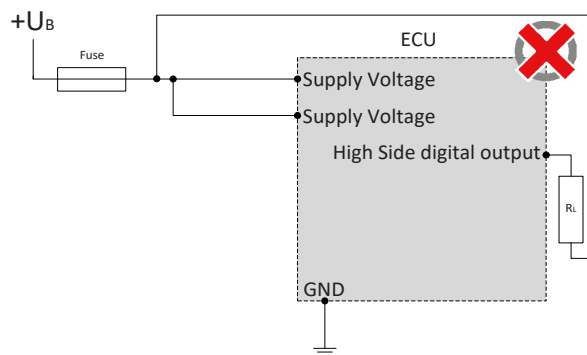 +UB
Fuse
ECU
Supply Voltage
Supply Voltage
High Side digital output
RL
GND